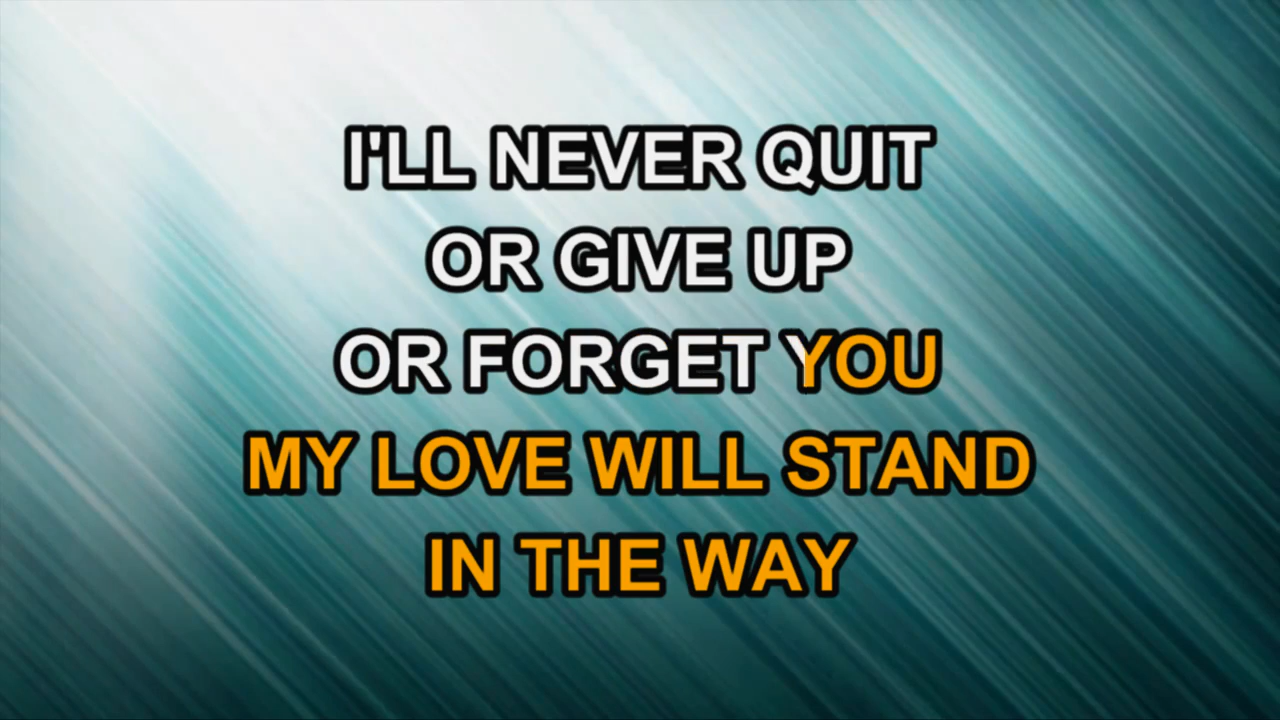 I'LL NEVER QUIT
OR GIVE UP
OR FORGET YOU
MY LOVE WILL STAND
IN THE WAY